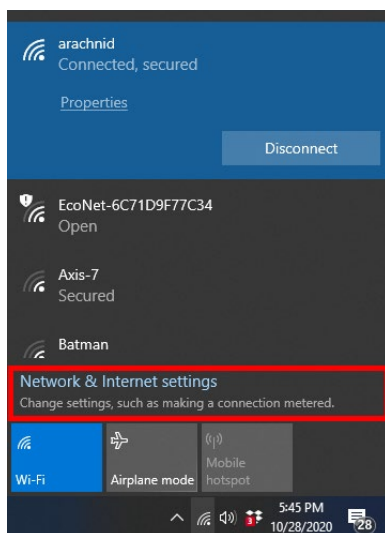 arachnid
Connected, secured
Properties
Disconnect
EcoNet-6C71D9F77C34
Open
Axis-7
Secured
Batman
Network & Internet settings
Change settings, such as making a connection metered.
Wi-Fi
Airplane mode
Mobile
hotspot
3
5:45 PM
10/28/2020
28